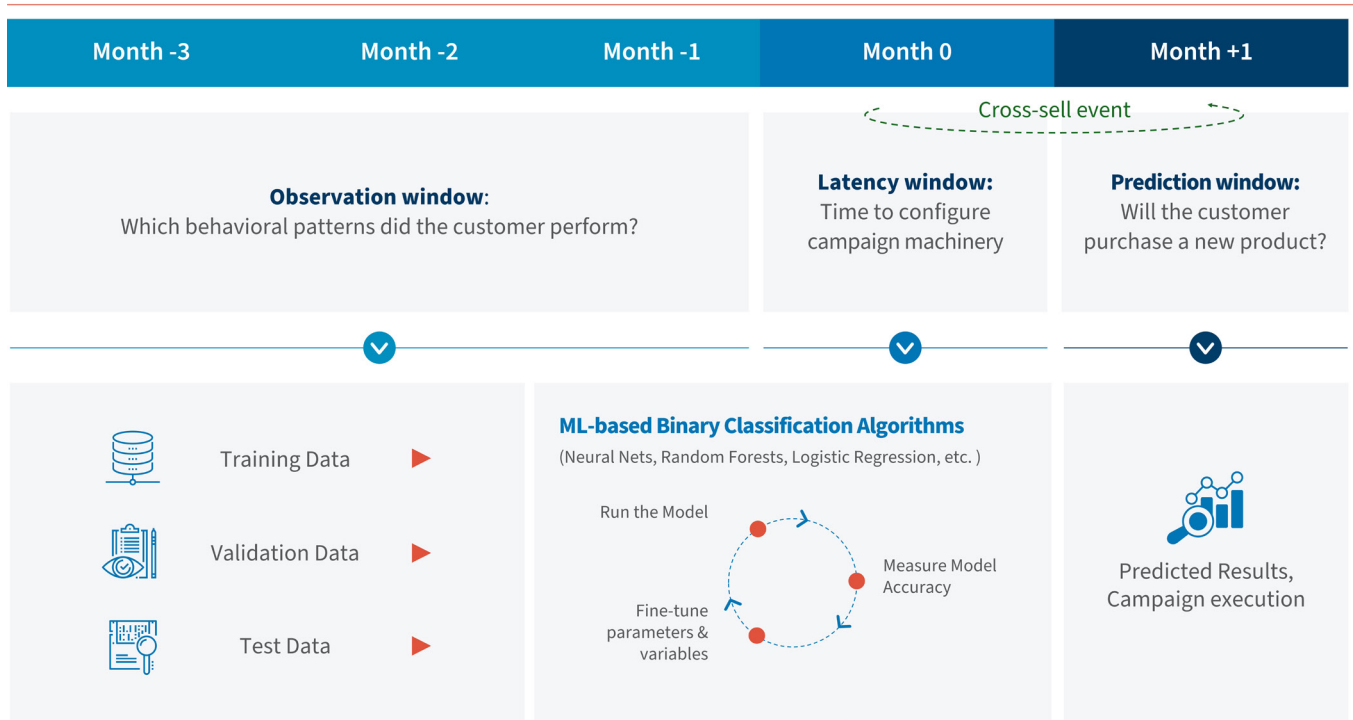 Month -3
Month -2
Month -1
Month 0
Month +1
Cross-sell event
Observation window:
Which behavioral patterns did the customer perform?
Latency window:
Time to configure
campaign machinery
Prediction window:
Will the customer
purchase a new product?
Training Data
Validation Data
Test Data
ML-based Binary Classification Algorithms
(Neural Nets, Random Forests, Logistic Regression, etc. )
Run the Model
Measure Model
Accuracy
Fine-tune
parameters &
variables
Predicted Results,
Campaign execution